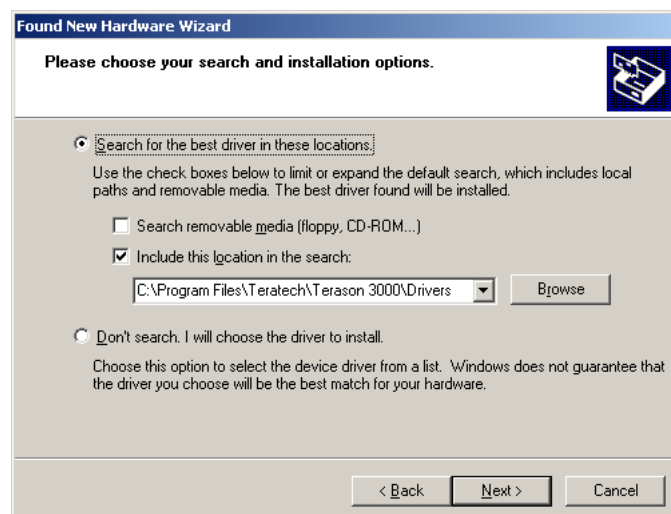 Found New Hardware Wizard
Please choose your search and installation options.
Search for the best driver in these locations.
Use the check boxes below to limit or expand the default search, which includes local
paths and removable media. The best driver found will be installed.
Search removable media (floppy, CD-ROM...)
Include this location in the search:
C:\Program Files\Teratech\Terason 3000\Drivers
Browse
Don't search. I will choose the driver to install.
Choose this option to select the device driver from a list. Windows does not guarantee that
the driver you choose will be the best match for your hardware.
< Back
Next >
Cancel